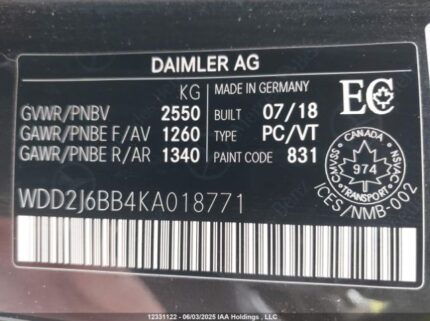 DAIMLER AG
KG
GVWR/PNBV 2550
GAWR/PNBE F/AV 1260
GAWR/PNBE R/AR 1340
MADE IN GERMANY
BUILT 07/18
TYPE PC/VT
PAINT CODE 831
EC
CANADA
974
ICES/NMB-002
WDD2J6BB4KA018771
12331122 - 06/03/2025 IAA Holdings , LLC